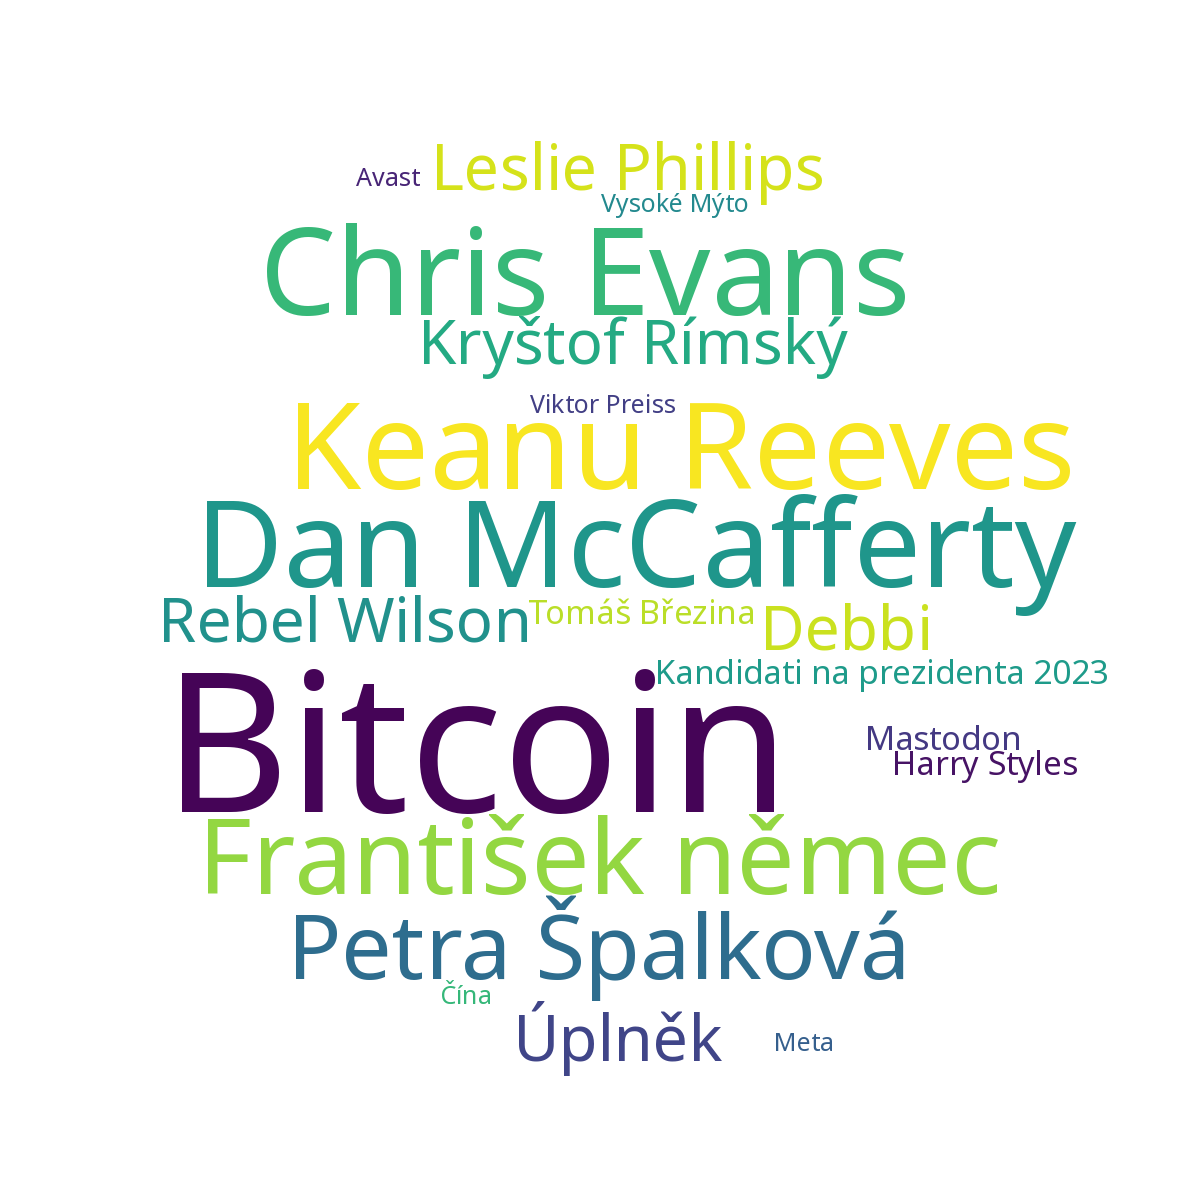 Leslie Phillips
Avast
Vysoké Mýto
Chris Evans
Kryštof Rímský
Viktor Preiss
Keanu Reeves
Dan McCafferty
Rebel Wilson
Tomáš Březina
Debbi
Kandidati na prezidenta 2023
Bitcoin
Mastodon
Harry Styles
František němec
Petra Špalková
Čína
Úplněk
Meta